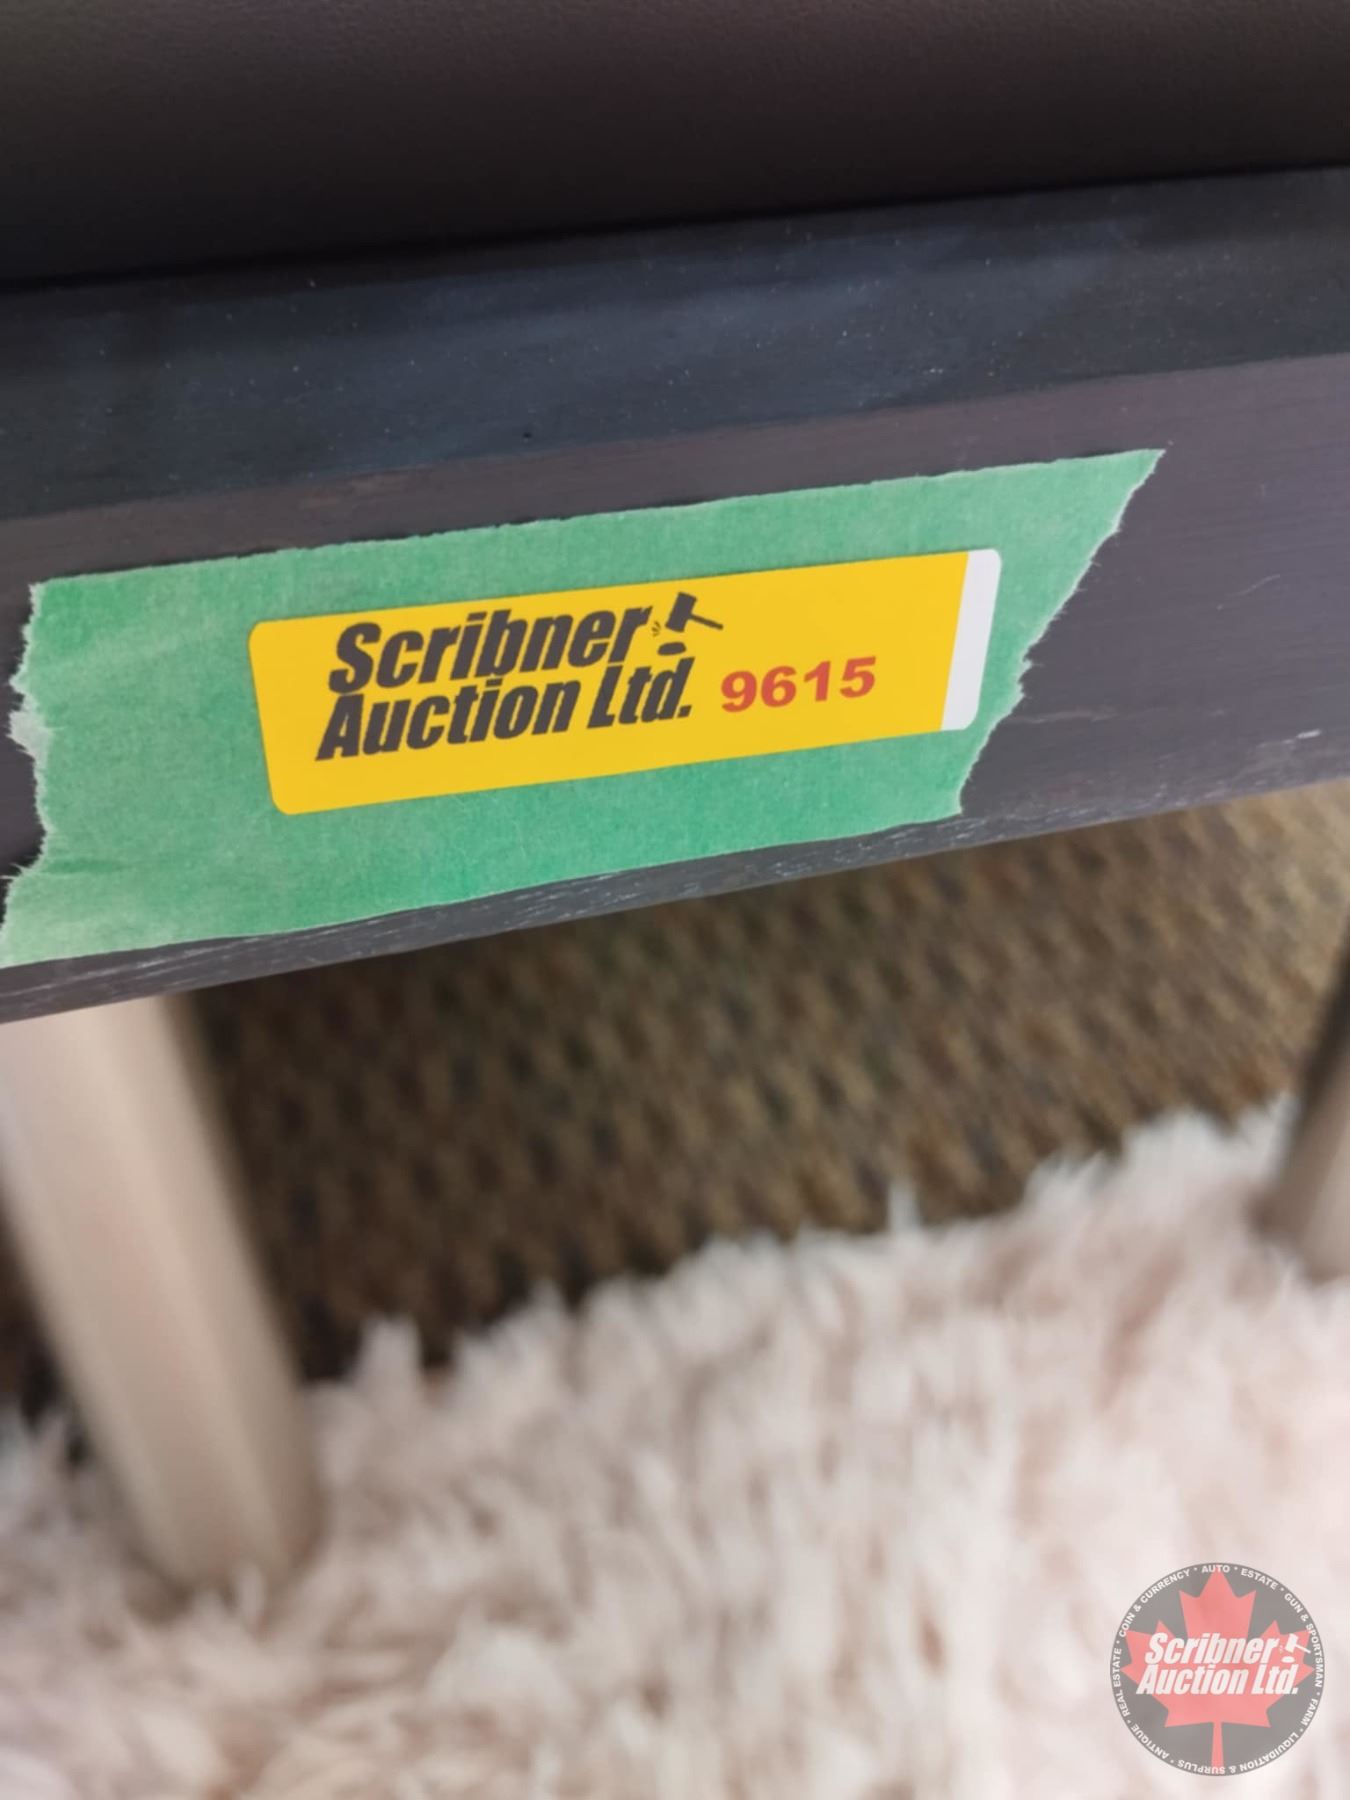 Scribner
Auction Ltd. 9615
REAL ESTATE • COIN & CURRENCY • AUTO • ESTATE • GUN & SPORTSMAN • FARM • LIQUIDATION & SURPLUS • ANTIQUE •
Scribner
Auction Ltd.